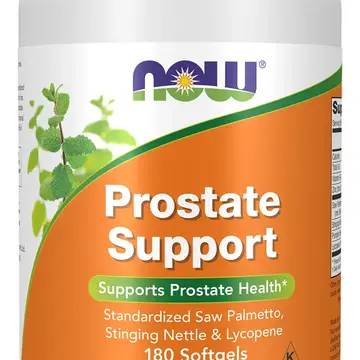 NOW
Prostate
Support
Supports Prostate Health*
Standardized Saw Palmetto,
Stinging Nettle & Lycopene
180 Softgels